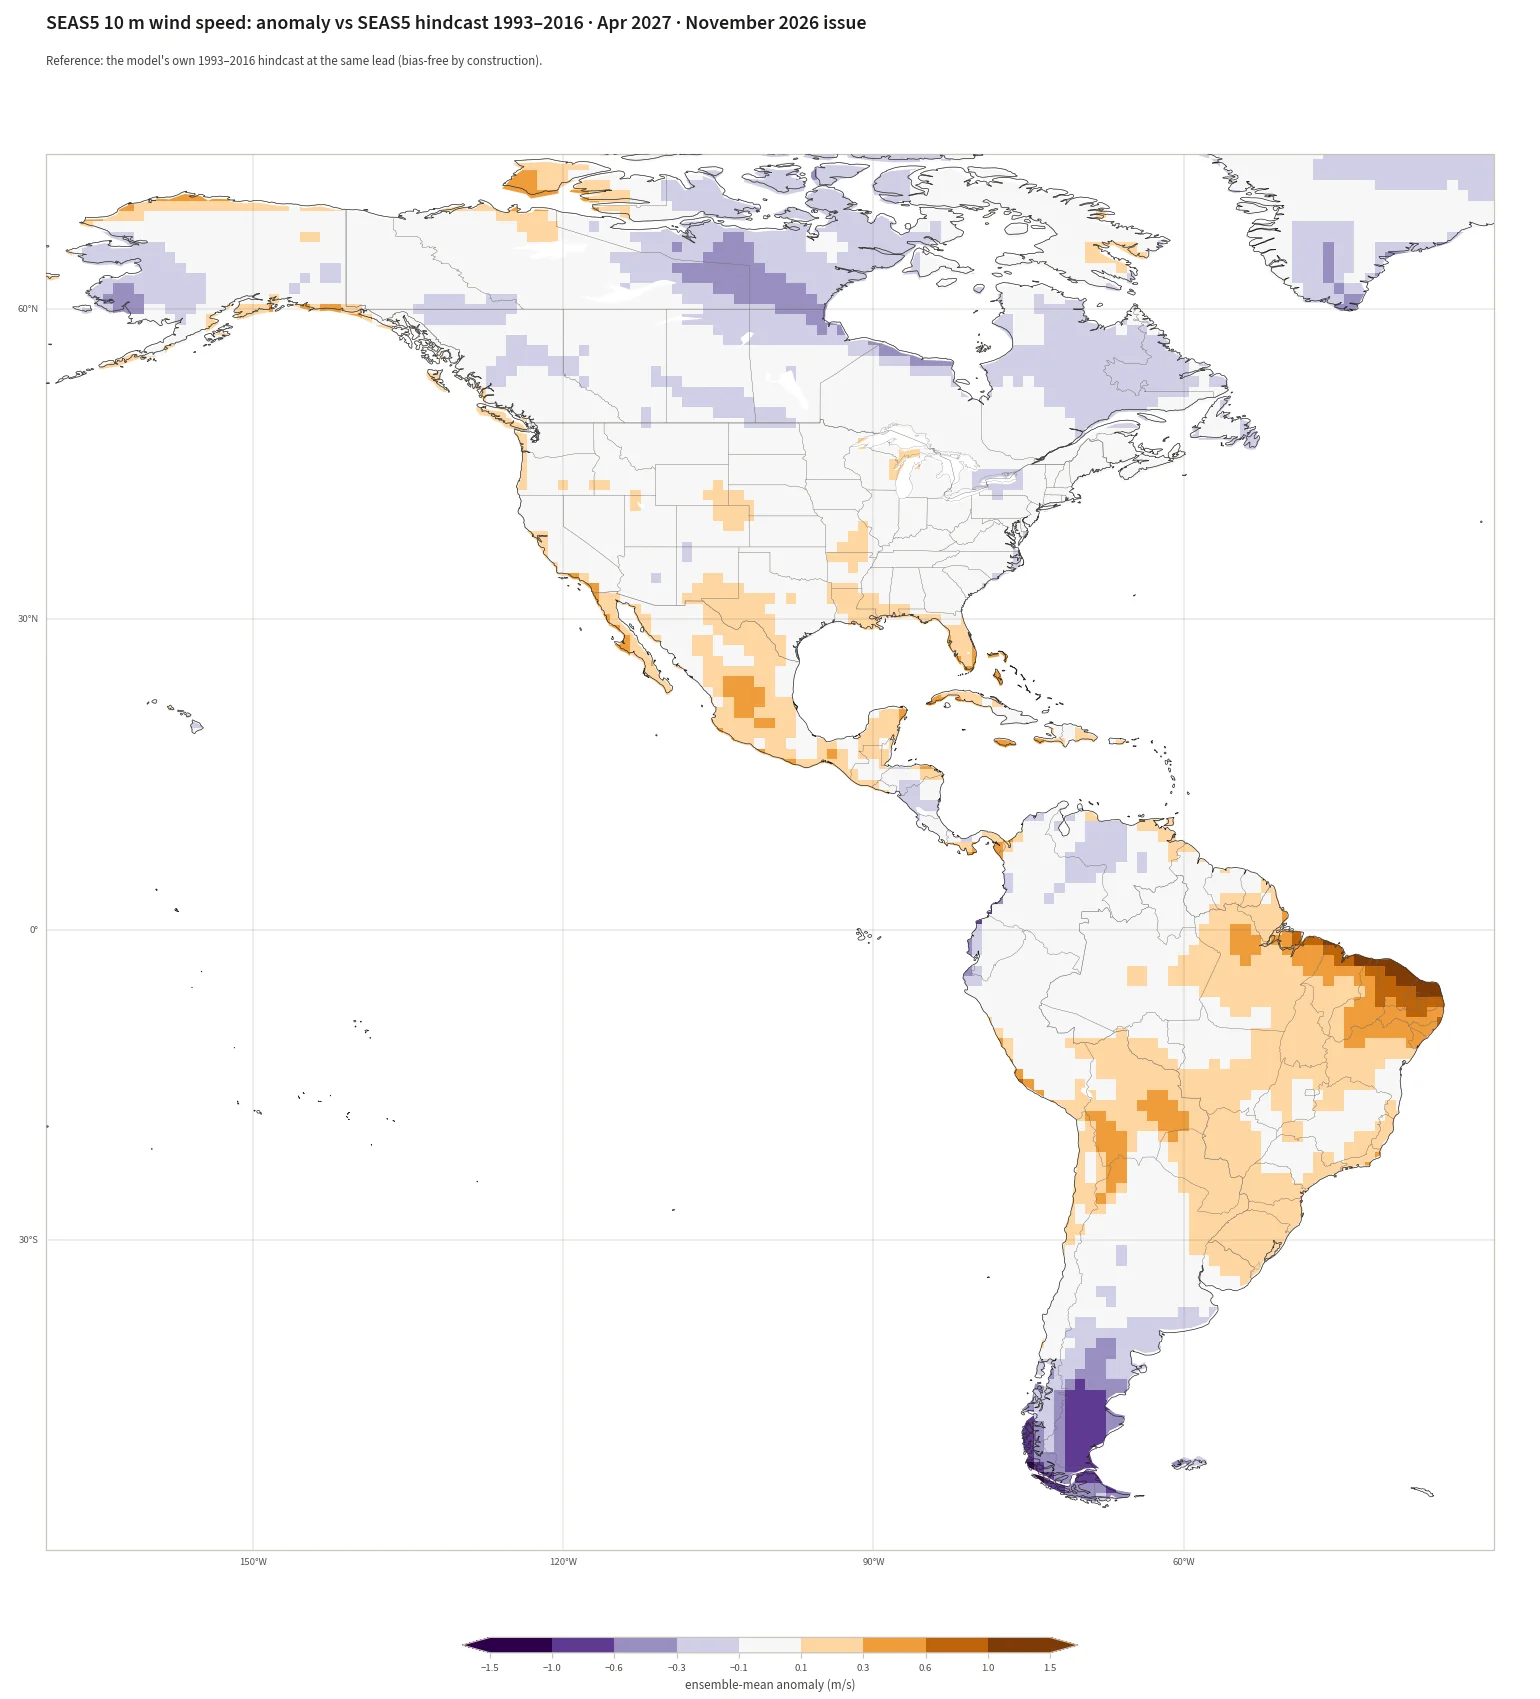 SEAS5 10 m wind speed: anomaly vs SEAS5 hindcast 1993–2016 · Apr 2027 · November 2026 issue
Reference: the model's own 1993–2016 hindcast at the same lead (bias-free by construction).
60°N
30°N
0°
30°S
150°W 120°W 90°W 60°W
−1.5 −1.0 −0.6 −0.3 −0.1 0.1 0.3 0.6 1.0 1.5
ensemble-mean anomaly (m/s)